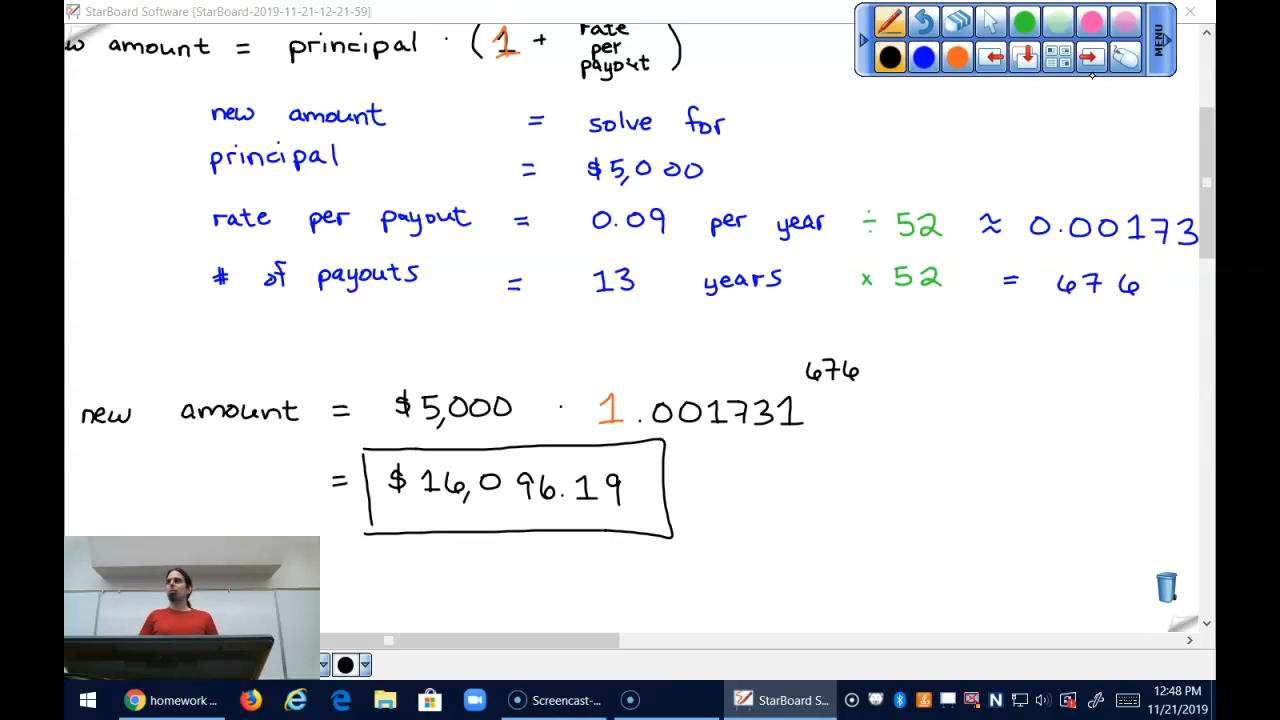 StarBoard Software [StarBoard-2019-11-21-12-21-59]
w amount = principal · ( 1 + rate per payout )
new amount = solve for
principal = $5,000
rate per payout = 0.09 per year ÷ 52 ≈ 0.00173
# of payouts = 13 years × 52 = 676
new amount = $5,000 · 1.001731^676
= $16,096.19
MENU
homework ...
Screencast-...
StarBoard S...
12:48 PM
11/21/2019